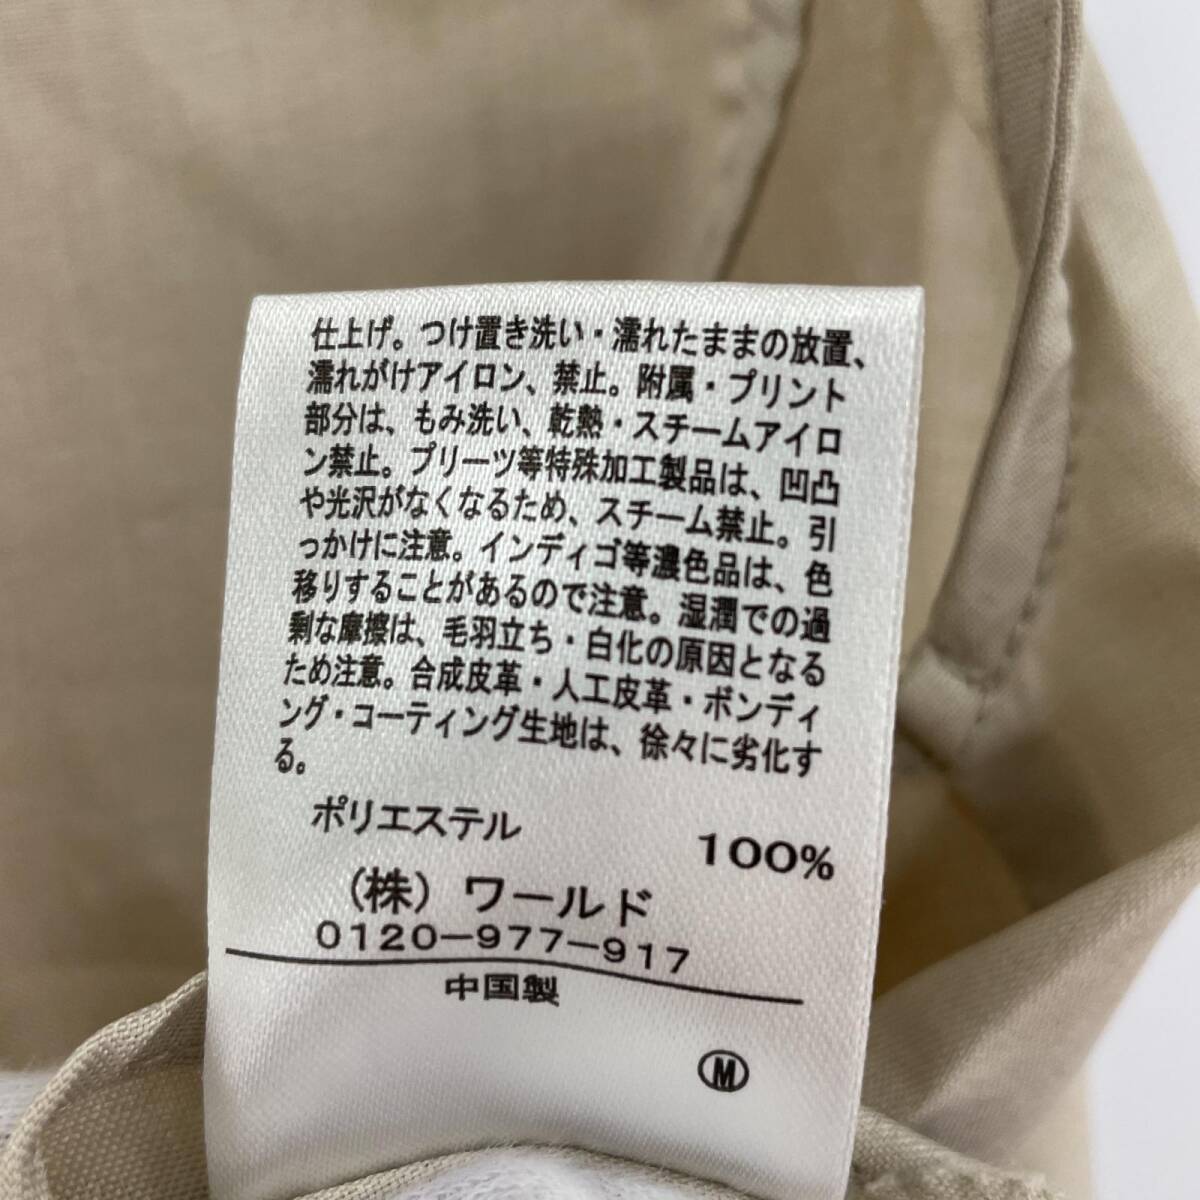 仕上げ。つけ置き洗い・濡れたままの放置、
濡れがけアイロン、禁止。附属・プリント
部分は、もみ洗い、乾熱・スチームアイロ
ン禁止。プリーツ等特殊加工製品は、凹凸
や光沢がなくなるため、スチーム禁止。引
っかけに注意。インディゴ等濃色品は、色
移りすることがあるので注意。湿潤での過
剰な摩擦は、毛羽立ち・白化の原因となる
ため注意。合成皮革・人工皮革・ボンディ
ング・コーティング生地は、徐々に劣化す
る。
ポリエステル 100%
(株) ワールド
0120-977-917
中国製
Ⓜ